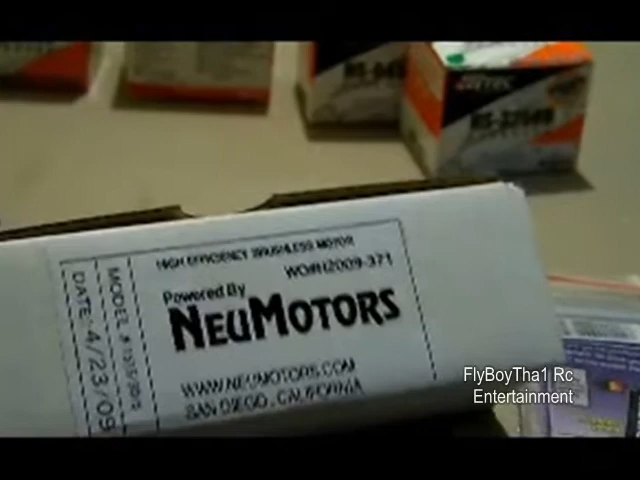 HIGH EFFICIENCY BRUSHLESS MOTOR
WO#H2009-371
Powered By
NEUMOTORS
WWW.NEUMOTORS.COM
SAN DIEGO, CALIFORNIA
MODEL #
DATE: 4/23/09
FlyBoyTha1 Rc
Entertainment